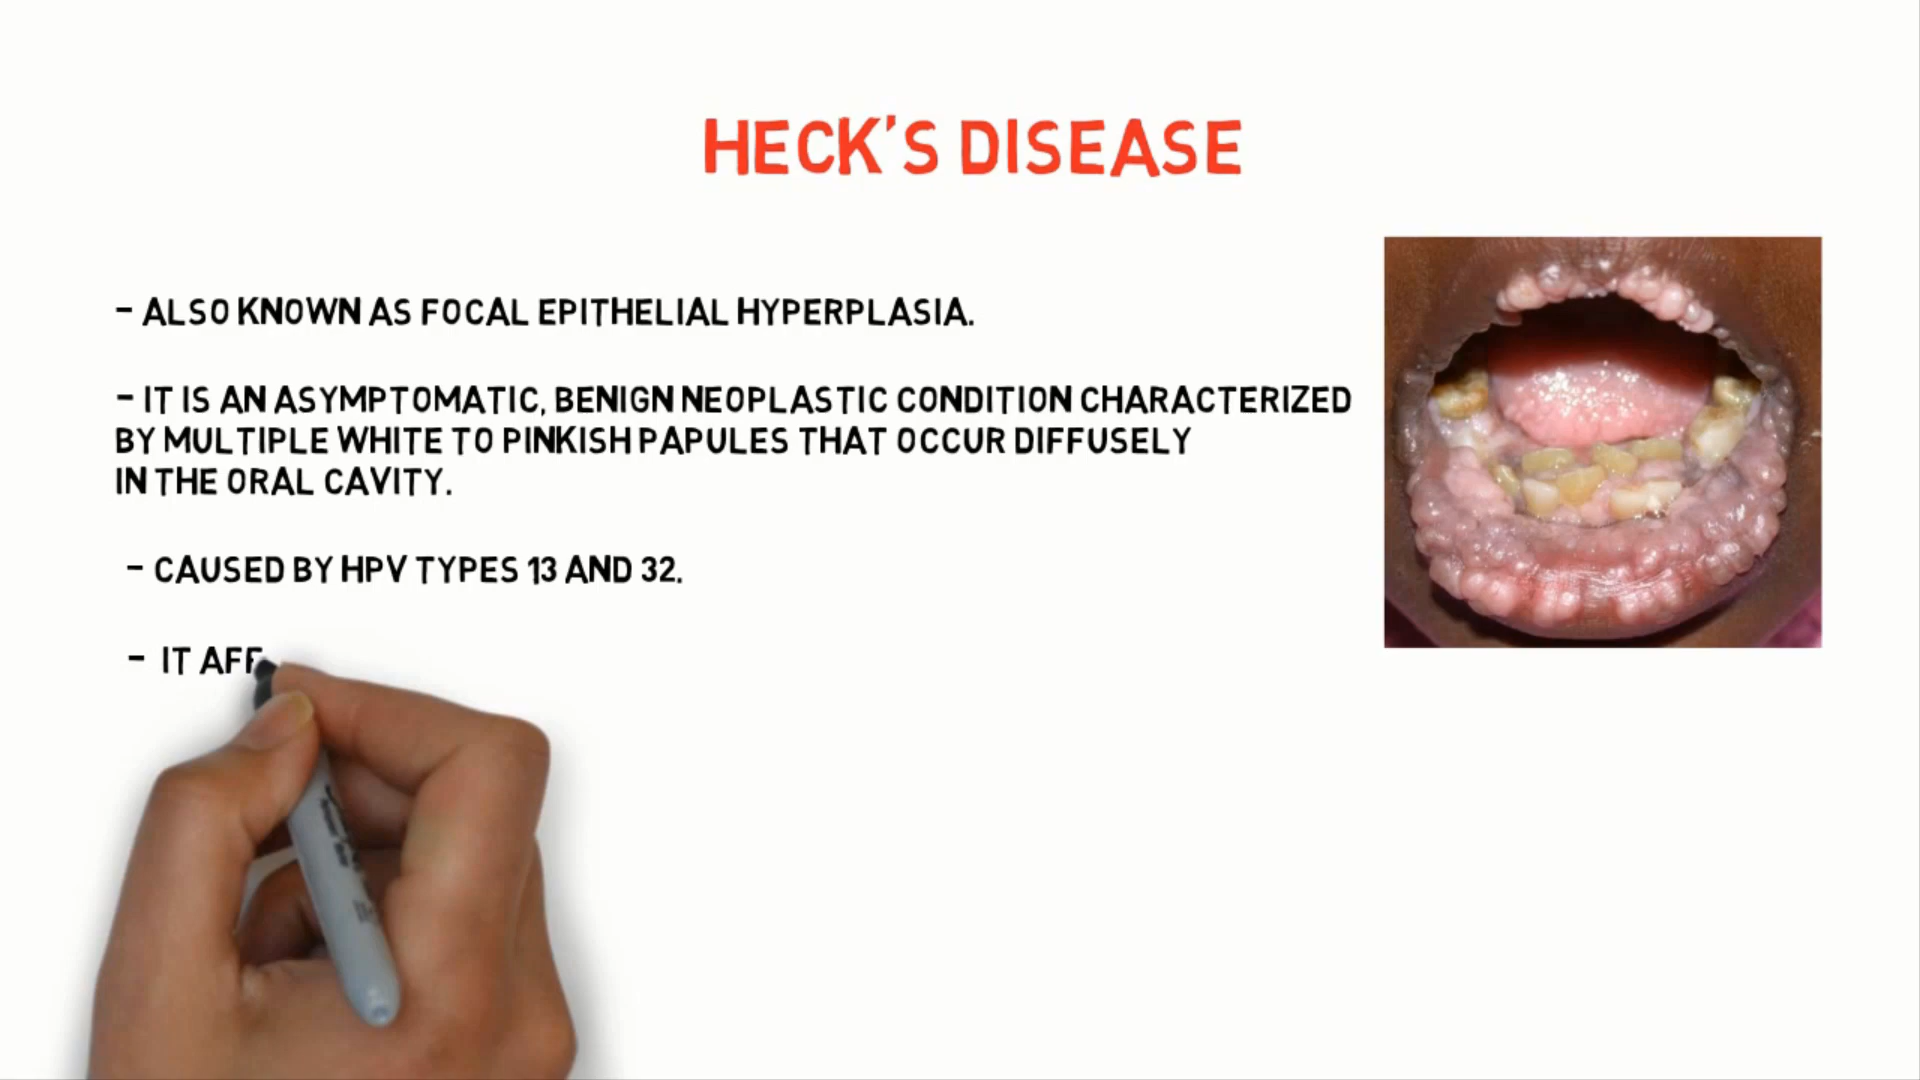 HECK'S DISEASE
- ALSO KNOWN AS FOCAL EPITHELIAL HYPERPLASIA.
- IT IS AN ASYMPTOMATIC, BENIGN NEOPLASTIC CONDITION CHARACTERIZED
BY MULTIPLE WHITE TO PINKISH PAPULES THAT OCCUR DIFFUSELY
IN THE ORAL CAVITY.
- CAUSED BY HPV TYPES 13 AND 32.
- IT AFF